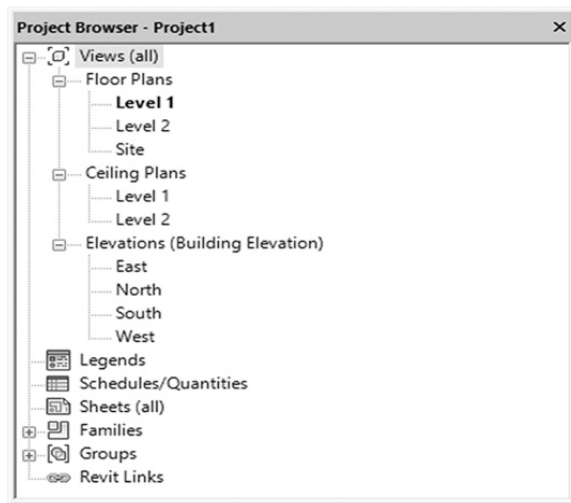 Project Browser - Project1
Views (all)
Floor Plans
Level 1
Level 2
Site
Ceiling Plans
Level 1
Level 2
Elevations (Building Elevation)
East
North
South
West
Legends
Schedules/Quantities
Sheets (all)
Families
Groups
Revit Links